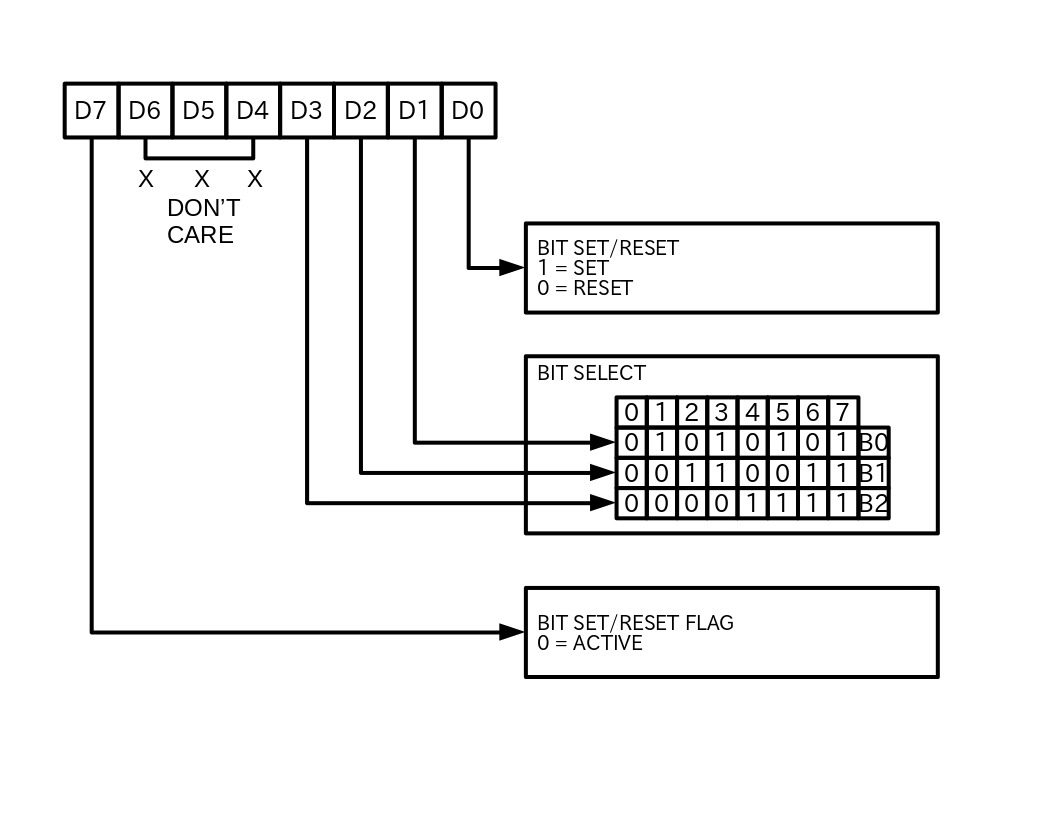 D7 D6 D5 D4 D3 D2 D1 D0
X X X
DON'T
CARE
BIT SET/RESET
1 = SET
0 = RESET
BIT SELECT
0 1 2 3 4 5 6 7
0 1 0 1 0 1 0 1 B0
0 0 1 1 0 0 1 1 B1
0 0 0 0 1 1 1 1 B2
BIT SET/RESET FLAG
0 = ACTIVE